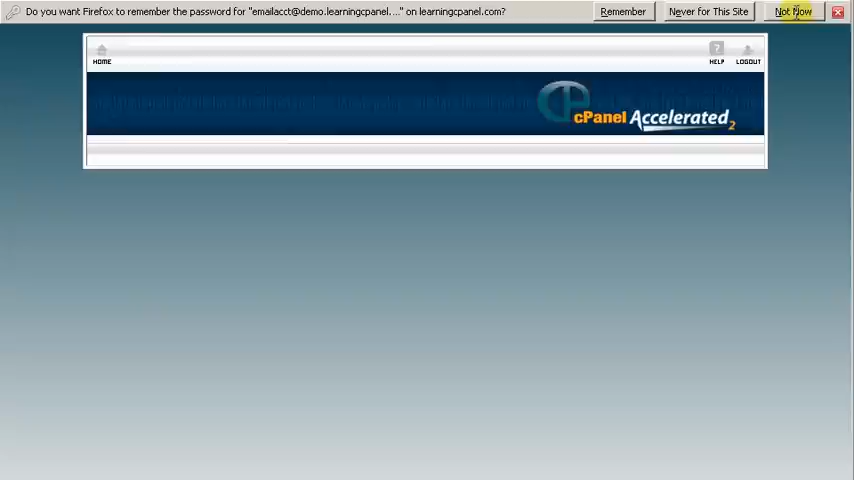 Do you want Firefox to remember the password for "emailacct@demo.learningcpanel. ..." on learningcpanel.com? Remember Never for This Site Not Now
HOME HELP LOGOUT
cPanel Accelerated 2